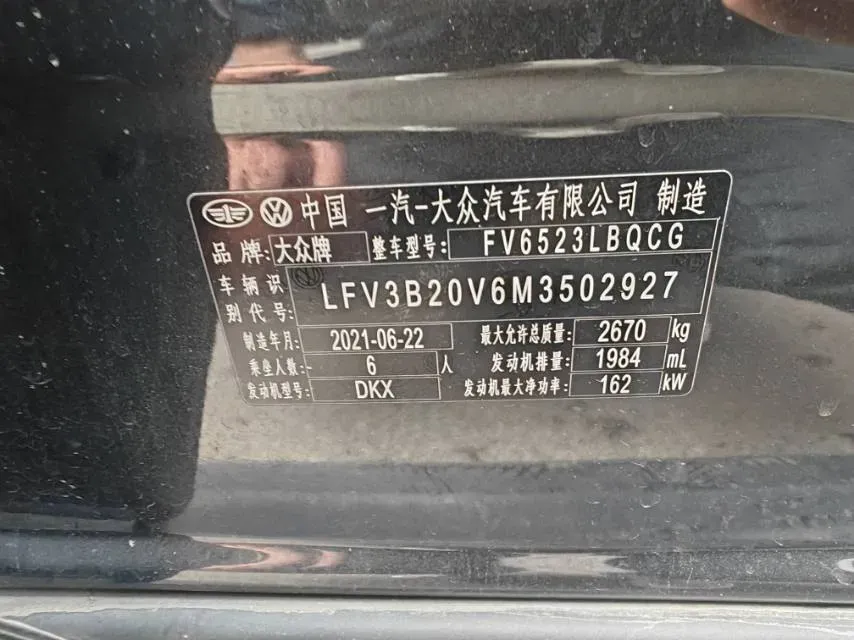 中国 一汽-大众汽车有限公司 制造
品牌: 大众牌 整车型号: FV6523LBQCG
车辆识别代号: LFV3B20V6M3502927
制造年月: 2021-06-22 最大允许总质量: 2670 kg
乘坐人数: 6 人 发动机排量: 1984 mL
发动机型号: DKX 发动机最大净功率: 162 kW